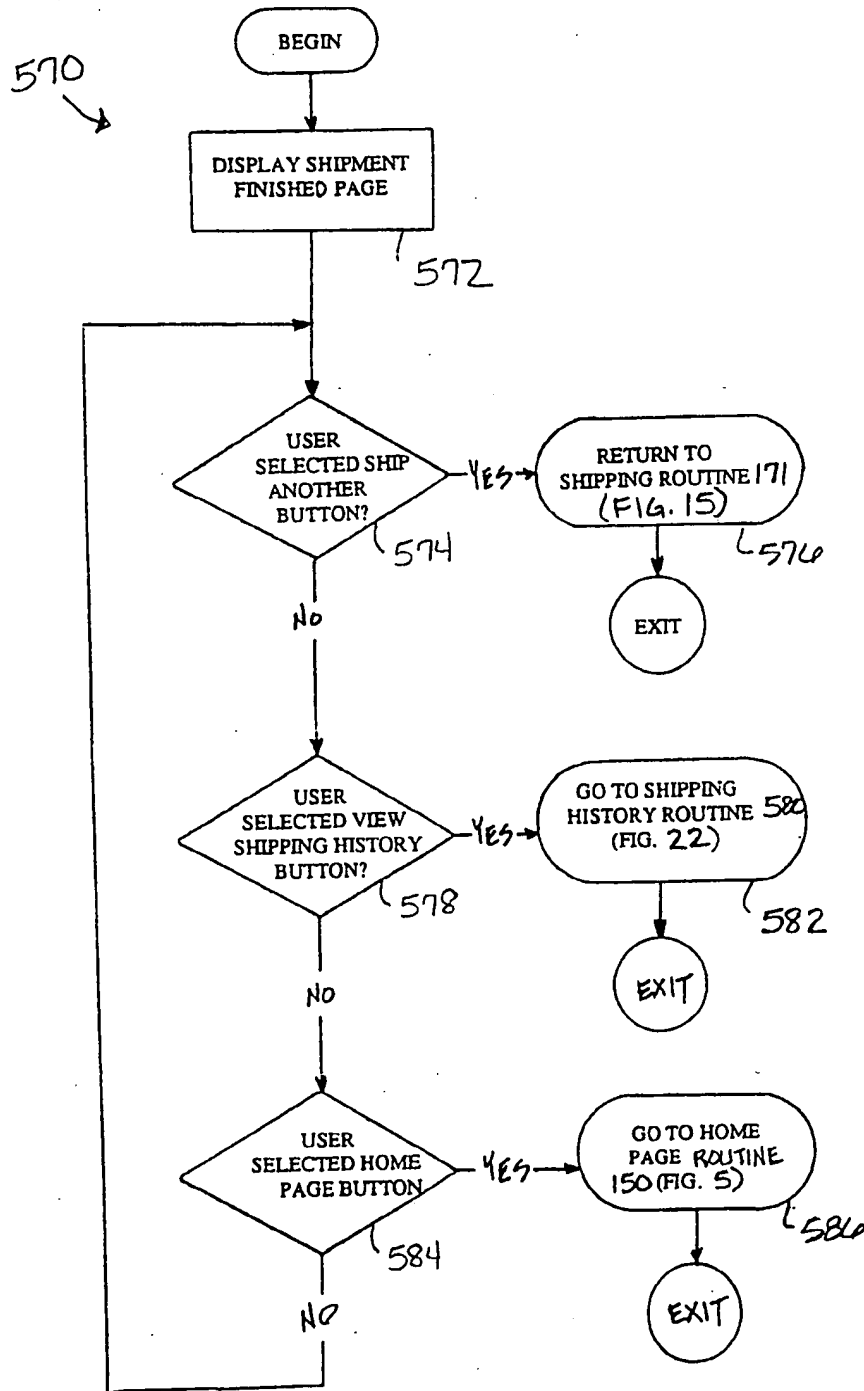 BEGIN
570
DISPLAY SHIPMENT
FINISHED PAGE
572
USER
SELECTED SHIP
ANOTHER
BUTTON?
574
YES
RETURN TO
SHIPPING ROUTINE 171
(FIG. 15)
576
EXIT
NO
USER
SELECTED VIEW
SHIPPING HISTORY
BUTTON?
578
YES
GO TO SHIPPING
HISTORY ROUTINE 580
(FIG. 22)
582
EXIT
NO
USER
SELECTED HOME
PAGE BUTTON
584
YES
GO TO HOME
PAGE ROUTINE
150 (FIG. 5)
586
EXIT
NO